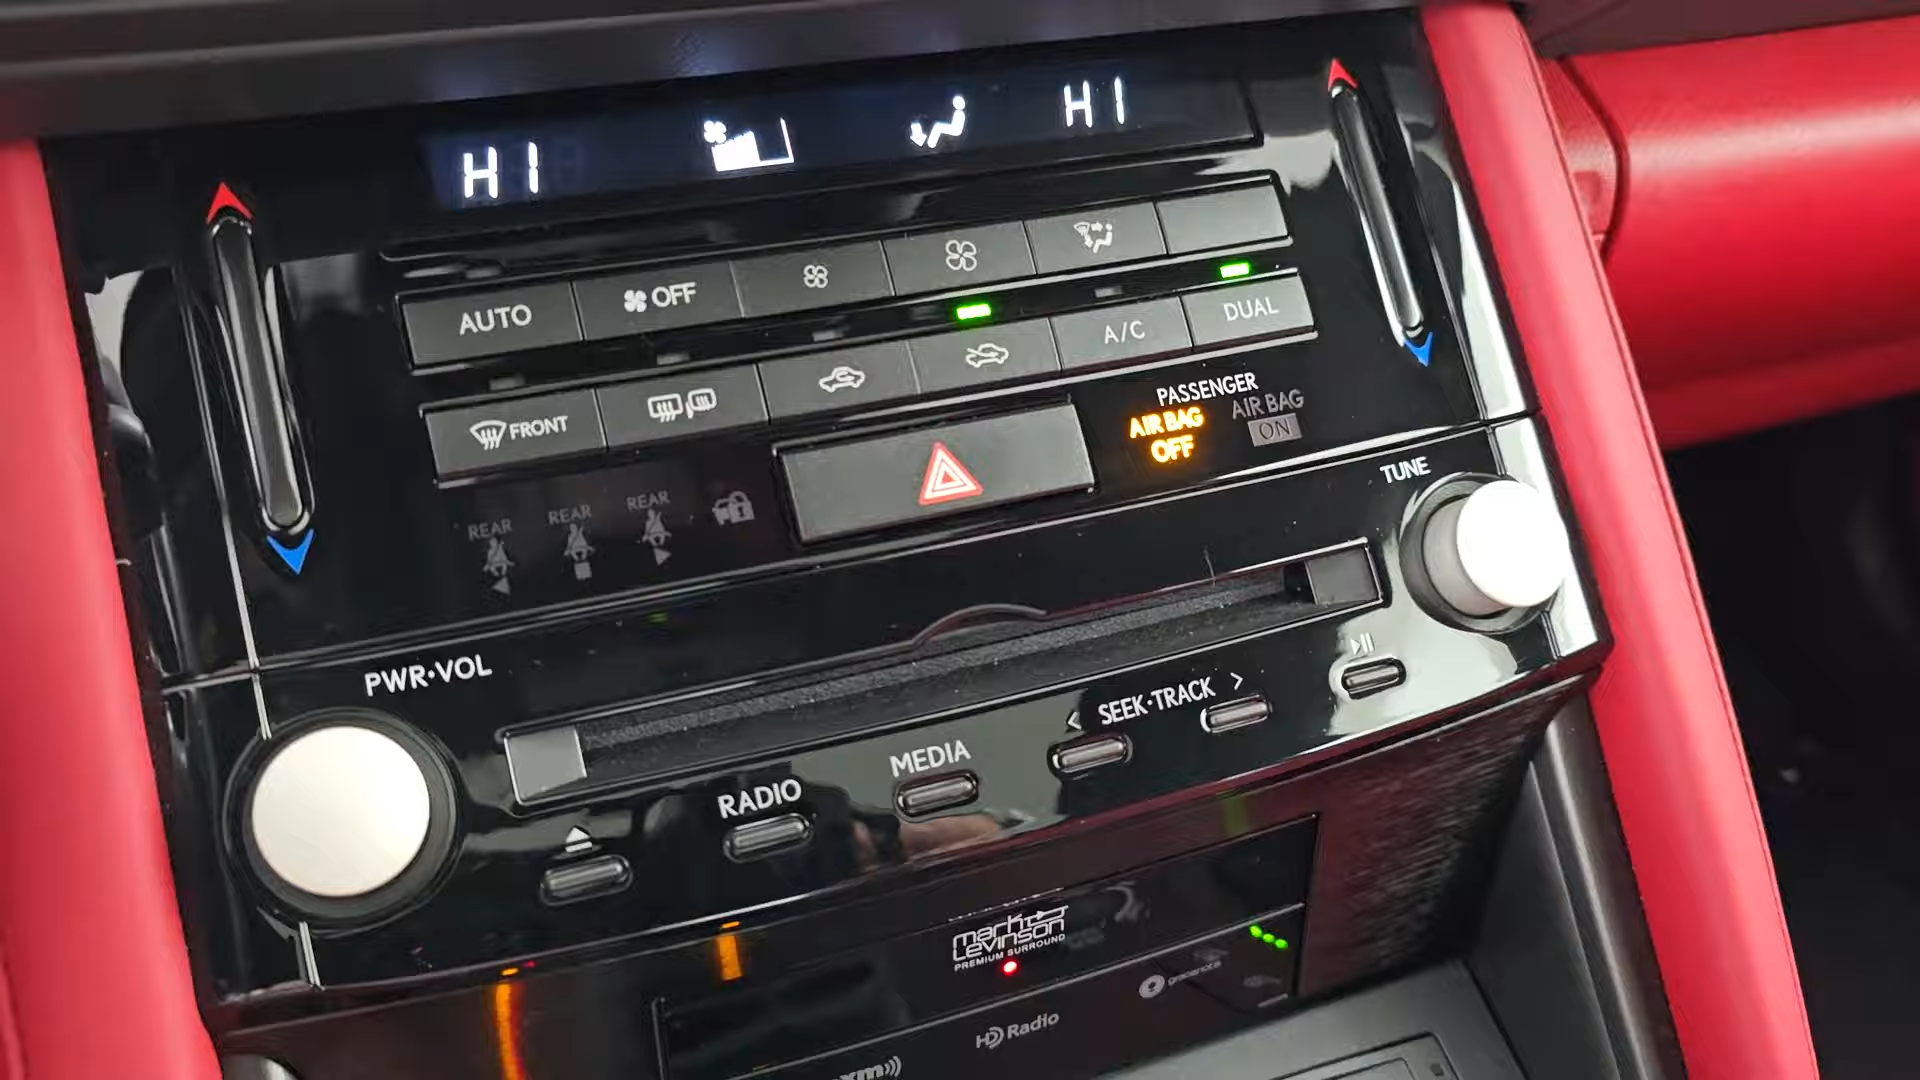 HI HI
AUTO OFF
A/C DUAL
FRONT
PASSENGER
AIR BAG OFF AIR BAG ON
REAR REAR REAR
TUNE
PWR·VOL
< SEEK·TRACK >
MEDIA
RADIO
mark Levinson
PREMIUM SURROUND
gracenote
HD Radio